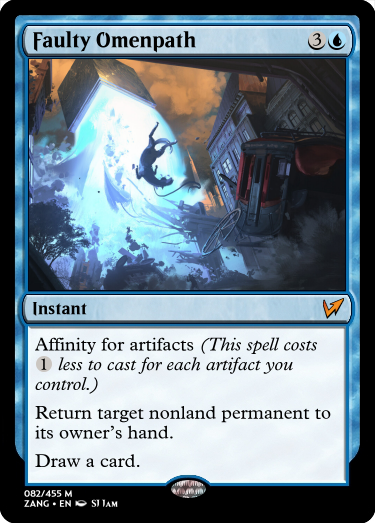 Faulty Omenpath 3
Instant
Affinity for artifacts (This spell costs
1 less to cast for each artifact you
control.)
Return target nonland permanent to
its owner's hand.
Draw a card.
082/455 M
ZANG • EN SIJAM